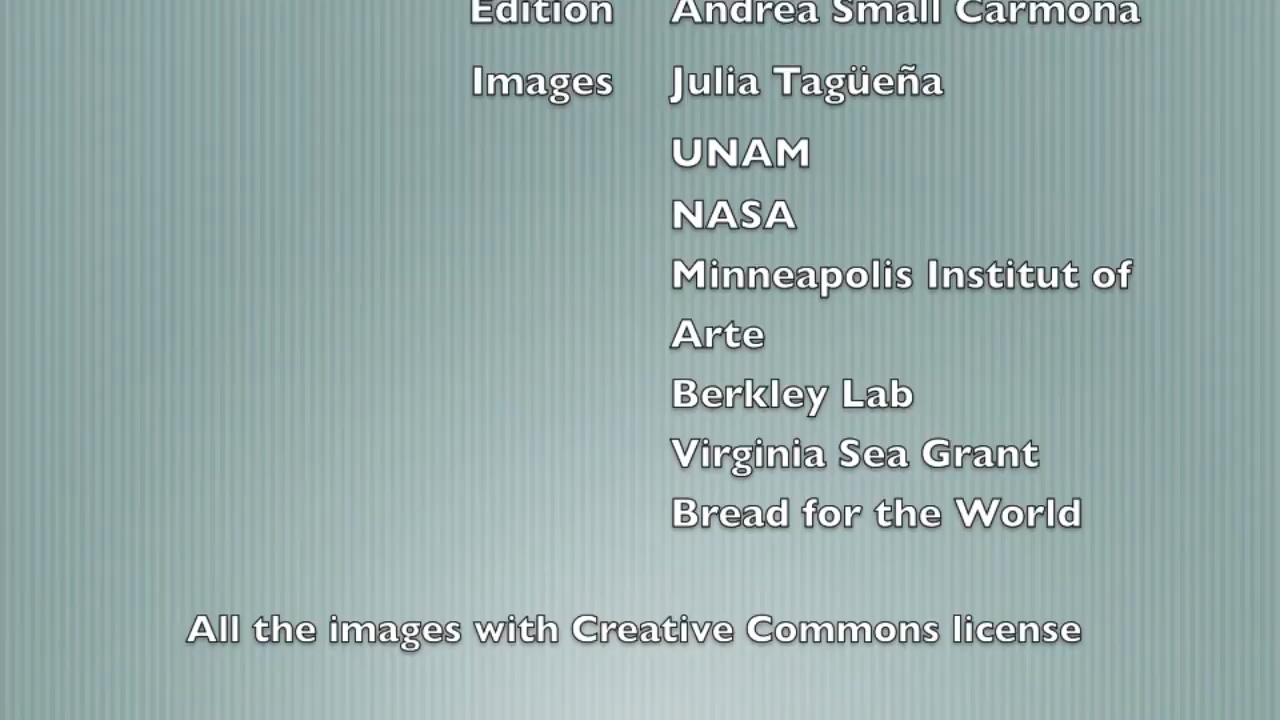 Edition Andrea Small Carmona
Images Julia Tagüeña
UNAM
NASA
Minneapolis Institut of
Arte
Berkley Lab
Virginia Sea Grant
Bread for the World
All the images with Creative Commons license